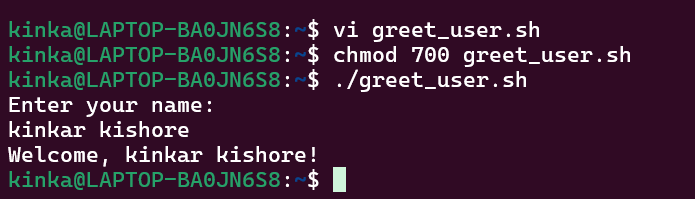 kinka@LAPTOP-BA0JN6S8:~$ vi greet_user.sh
kinka@LAPTOP-BA0JN6S8:~$ chmod 700 greet_user.sh
kinka@LAPTOP-BA0JN6S8:~$ ./greet_user.sh
Enter your name:
kinkar kishore
Welcome, kinkar kishore!
kinka@LAPTOP-BA0JN6S8:~$